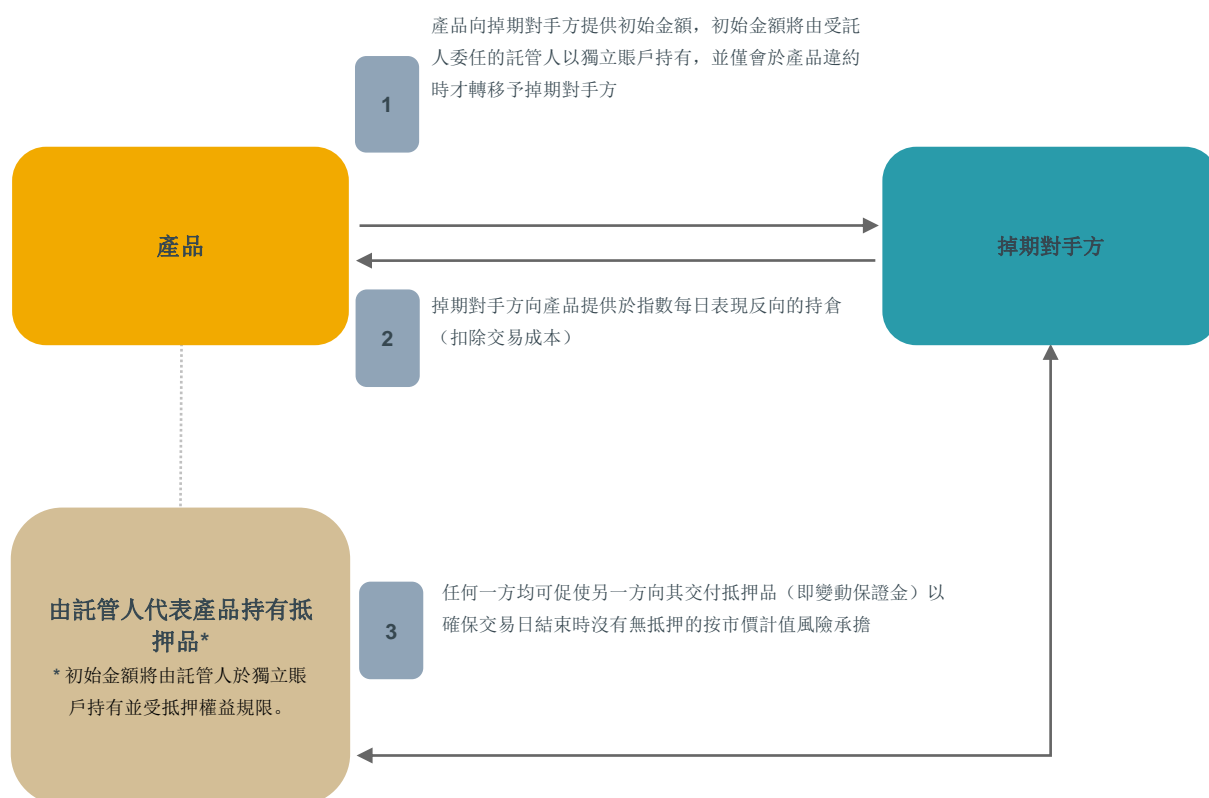 產品向掉期對手方提供初始金額，初始金額將由受託
人委任的託管人以獨立賬戶持有，並僅會於產品違約
時才轉移予掉期對手方
1
產品
掉期對手方
2
掉期對手方向產品提供於指數每日表現反向的持倉
（扣除交易成本）
由託管人代表產品持有抵
押品*
* 初始金額將由託管人於獨立賬
戶持有並受抵押權益規限。
3
任何一方均可促使另一方向其交付抵押品（即變動保證金）以
確保交易日結束時沒有無抵押的按市價計值風險承擔